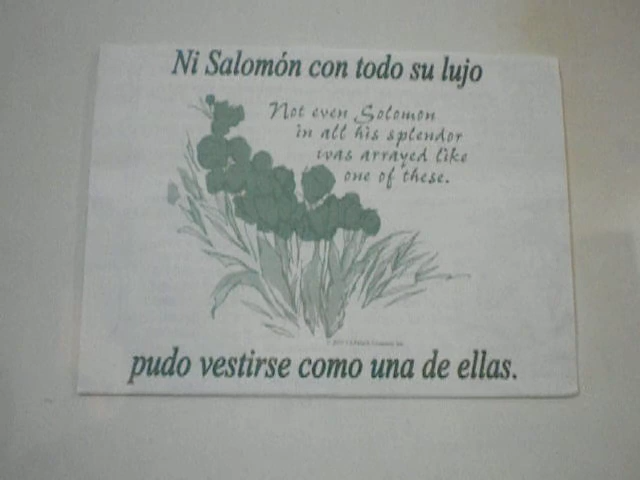 Ni Salomón con todo su lujo
Not even Solomon
in all his splendor
was arrayed like
one of these.
pudo vestirse como una de ellas.